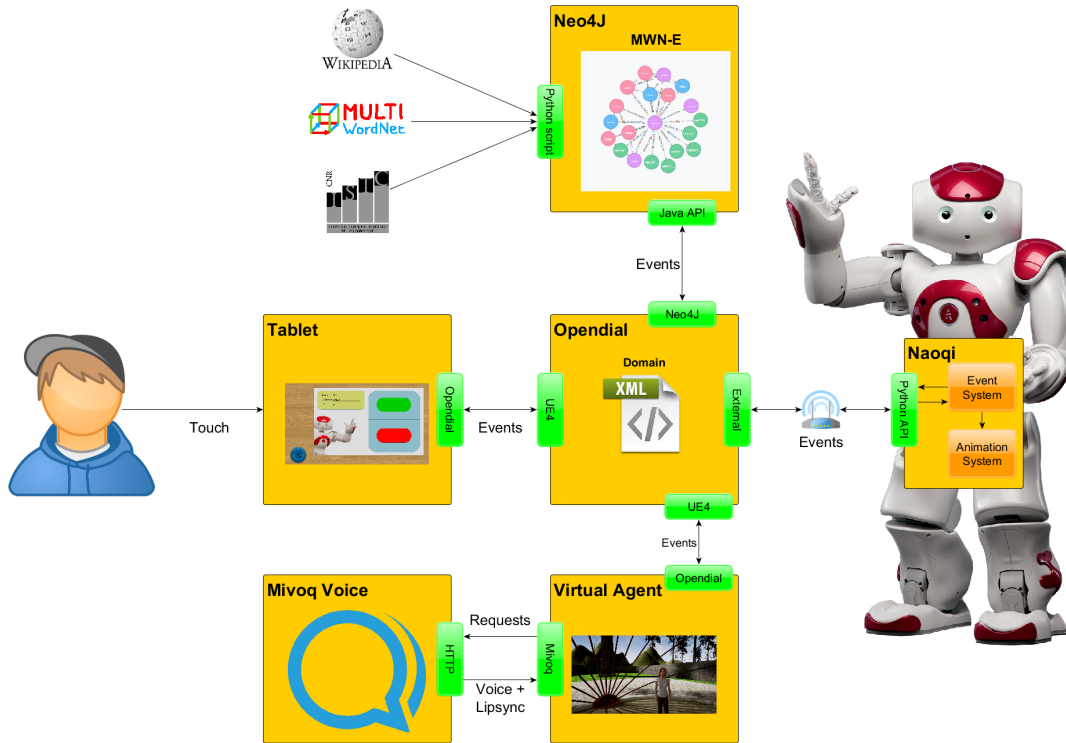 Neo4J
MWN-E
WIKIPEDIA
MULTI
WordNet
Python script
CNR
ISTC
Java API
Events
Neo4J
Tablet
Opendial
Domain
XML
Opendial
UE4
External
Touch
Events
Events
Naoqi
Python API
Event
System
Animation
System
UE4
Events
Opendial
Mivoq Voice
Virtual Agent
HTTP
Requests
Mivoq
Voice +
Lipsync